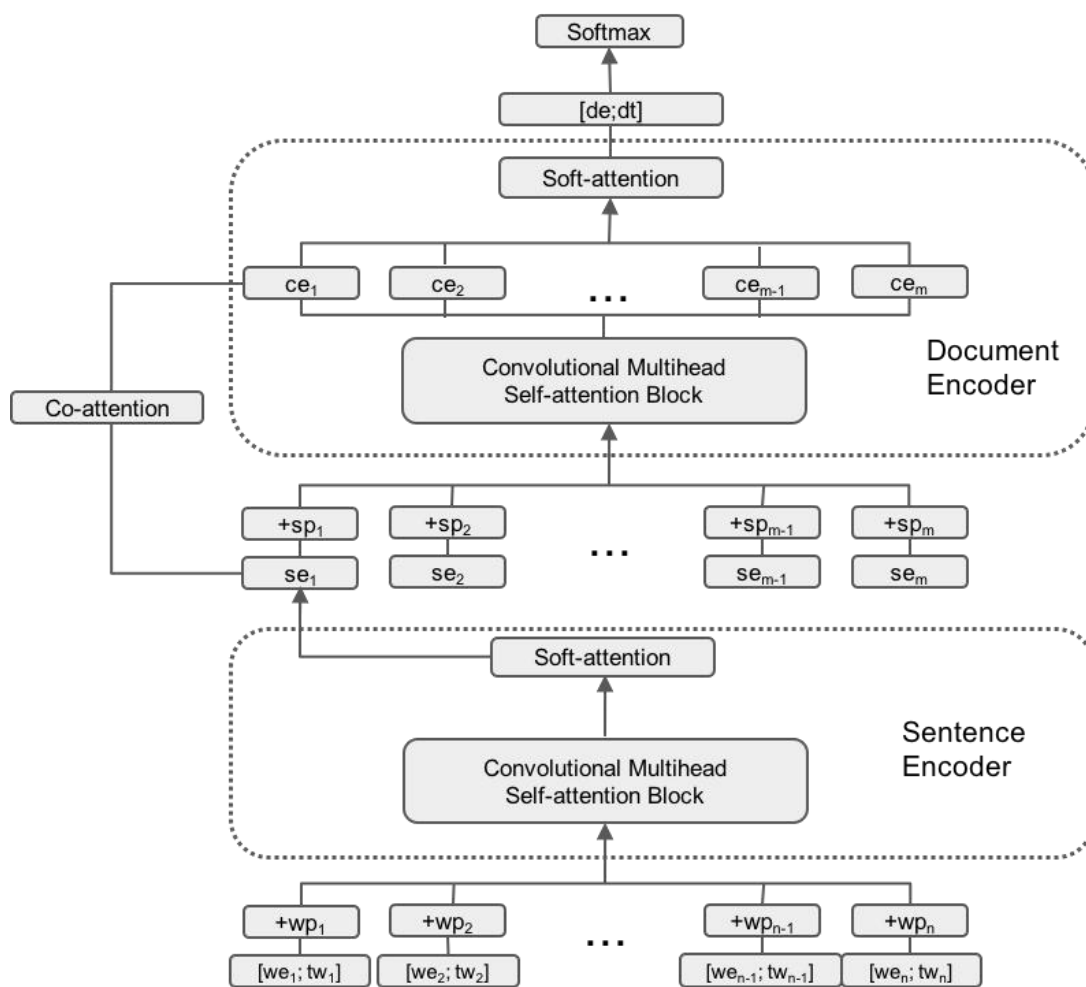 Softmax
[de;dt]
Soft-attention
ce₁ ce₂ ... ceₘ₋₁ ceₘ
Convolutional Multihead
Self-attention Block
Document
Encoder
Co-attention
+sp₁ +sp₂ ... +spₘ₋₁ +spₘ
se₁ se₂ seₘ₋₁ seₘ
Soft-attention
Sentence
Encoder
Convolutional Multihead
Self-attention Block
+wp₁ +wp₂ ... +wpₙ₋₁ +wpₙ
[we₁; tw₁] [we₂; tw₂] [weₙ₋₁; twₙ₋₁] [weₙ; twₙ]